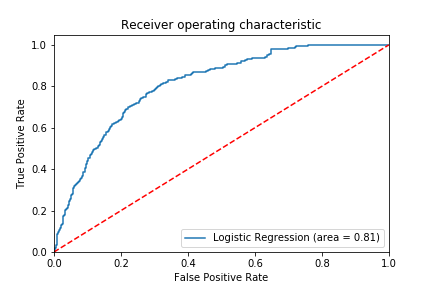 Receiver operating characteristic
1.0
0.8
0.6
0.4
0.2
0.0
True Positive Rate
Logistic Regression (area = 0.81)
0.0 0.2 0.4 0.6 0.8 1.0
False Positive Rate